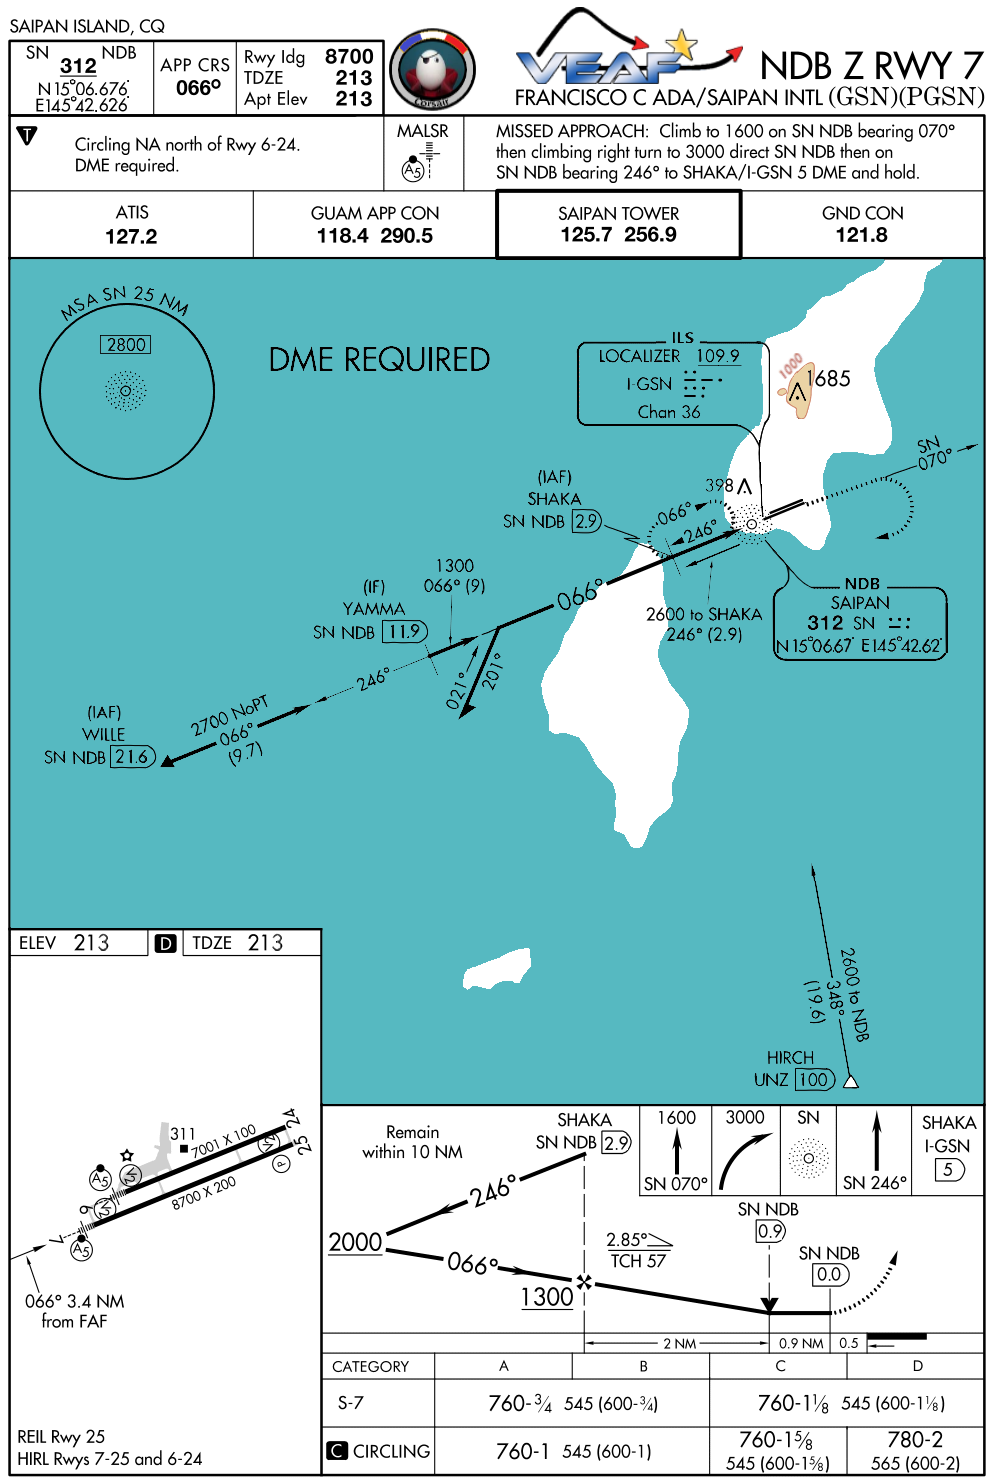 SAIPAN ISLAND, CQ
SN 312 NDB
N15°06.676'
E145°42.626'
APP CRS
066°
Rwy ldg 8700
TDZE 213
Apt Elev 213
Corsair
VEAF
NDB Z RWY 7
FRANCISCO C ADA/SAIPAN INTL (GSN)(PGSN)
T
Circling NA north of Rwy 6-24.
DME required.
MALSR
A5
MISSED APPROACH: Climb to 1600 on SN NDB bearing 070°
then climbing right turn to 3000 direct SN NDB then on
SN NDB bearing 246° to SHAKA/I-GSN 5 DME and hold.
ATIS
127.2
GUAM APP CON
118.4 290.5
SAIPAN TOWER
125.7 256.9
GND CON
121.8
MSA SN 25 NM
2800
DME REQUIRED
ILS
LOCALIZER 109.9
I-GSN
Chan 36
1000
1685
398
SN
070°
(IAF)
SHAKA
SN NDB 2.9
066°
246°
1300
066° (9)
(IF)
YAMMA
SN NDB 11.9
066°
2600 to SHAKA
246° (2.9)
NDB
SAIPAN
312 SN
N15°06.67' E145°42.62'
246°
021°
201°
2700 NoPT
066°
(9.7)
(IAF)
WILLE
SN NDB 21.6
2600 to NDB
348°
(19.6)
HIRCH
UNZ 100
ELEV 213
D
TDZE 213
311
7001 X 100
8700 X 200
24
25
6
7
A5
A5
V2
V2
V2
P
066° 3.4 NM
from FAF
REIL Rwy 25
HIRL Rwys 7-25 and 6-24
Remain
within 10 NM
SHAKA
SN NDB 2.9
1600
SN 070°
3000
SN
SN 246°
SHAKA
I-GSN
5
246°
2000
066°
1300
2.85°
TCH 57
SN NDB
0.9
SN NDB
0.0
2 NM
0.9 NM
0.5
CATEGORY A B C D
S-7 760-¾ 545 (600-¾) 760-1⅛ 545 (600-1⅛)
C CIRCLING 760-1 545 (600-1)
760-1⅝
545 (600-1⅝)
780-2
565 (600-2)